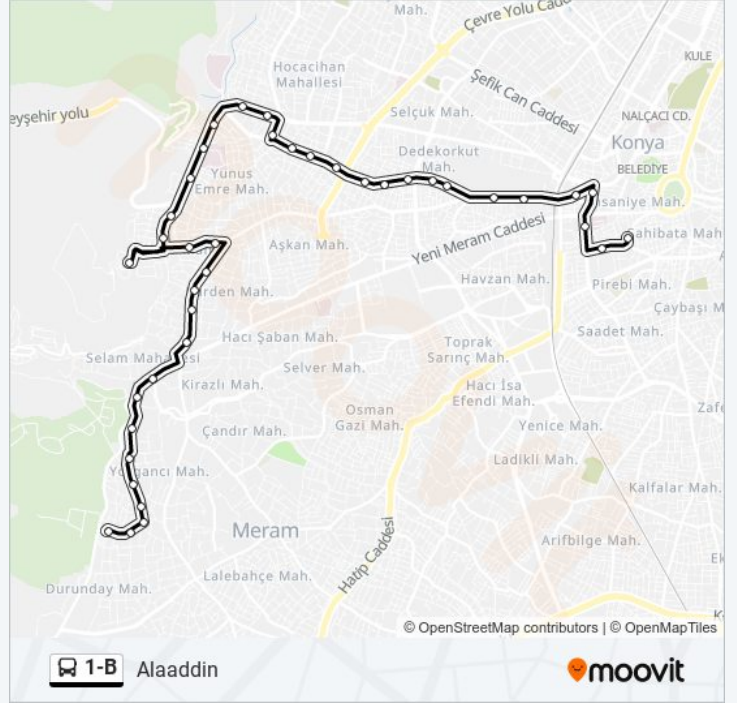 Mah.
Çevre Yolu Cadd
KULE
Hocacihan
Mahallesi
Şefik Can Caddesi
eyşehir yolu
Selçuk Mah.
NALÇACI CD.
Konya
Dedekorkut
Mah.
BELEDİYE
Yunus
Emre Mah.
saniye Mah.
Sahibata Mah
Aşkan Mah.
Yeni Meram Caddesi
Havzan Mah.
Pirebi Mah.
rden Mah.
Çaybaşı M
Hacı Şaban Mah.
Toprak
Sarınç Mah.
Saadet Mah.
Selam Mahallesi
Selver Mah.
Kirazlı Mah.
Hacı İsa
Efendi Mah.
Osman
Gazi Mah.
Zafe
Çandır Mah.
Yenice Mah.
Ladikli Mah.
Yorgancı Mah.
Kalfalar Mah.
Meram
Hatip Caddesi
Arifbilge Mah.
Ek
Lalebahçe Mah.
Durunday Mah.
K
© OpenStreetMap contributors | © OpenMapTiles
1-B Alaaddin
moovit